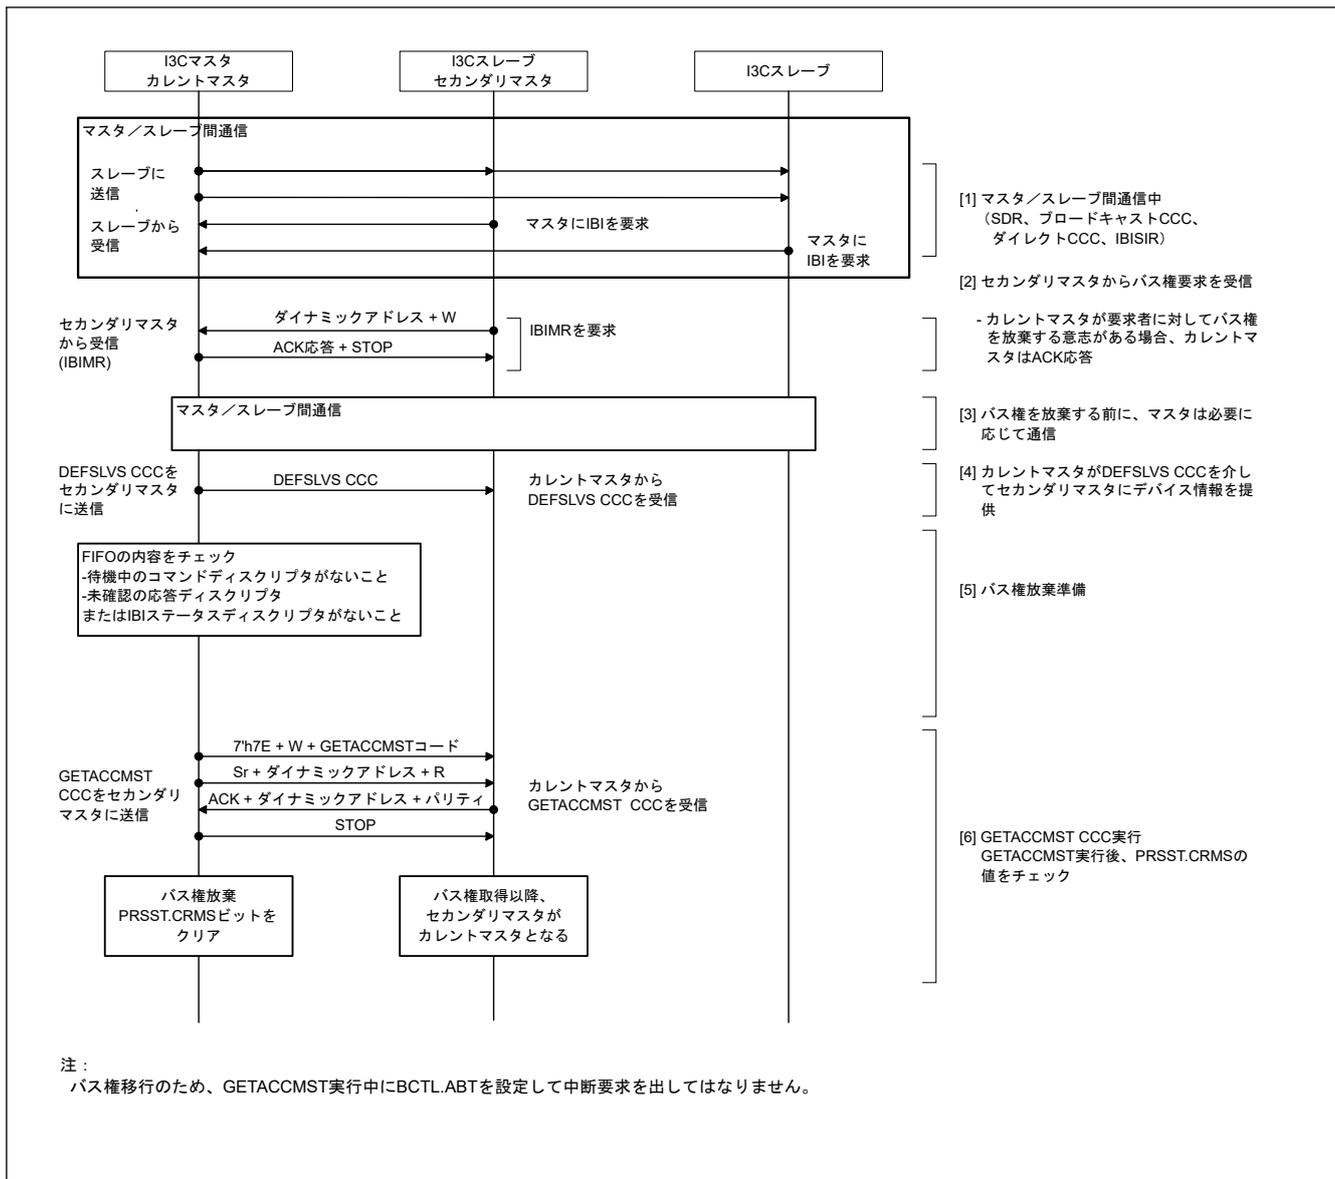 I3Cマスタ
カレントマスタ
I3Cスレーブ
セカンダリマスタ
I3Cスレーブ
マスタ／スレーブ間通信
スレーブに
送信
スレーブから
受信
マスタにIBIを要求
マスタに
IBIを要求
[1] マスタ／スレーブ間通信中
（SDR、ブロードキャストCCC、
ダイレクトCCC、IBISIR）
[2] セカンダリマスタからバス権要求を受信
- カレントマスタが要求者に対してバス権
を放棄する意志がある場合、カレントマ
スタはACK応答
セカンダリマスタ
から受信
(IBIMR)
ダイナミックアドレス + W
ACK応答 + STOP
IBIMRを要求
マスタ／スレーブ間通信
[3] バス権を放棄する前に、マスタは必要に
応じて通信
DEFSLVS CCCを
セカンダリマスタ
に送信
DEFSLVS CCC
カレントマスタから
DEFSLVS CCCを受信
[4] カレントマスタがDEFSLVS CCCを介し
てセカンダリマスタにデバイス情報を提
供
FIFOの内容をチェック
-待機中のコマンドディスクリプタがないこと
-未確認の応答ディスクリプタ
またはIBIステータスディスクリプタがないこと
[5] バス権放棄準備
GETACCMST
CCCをセカンダリ
マスタに送信
7'h7E + W + GETACCMSTコード
Sr + ダイナミックアドレス + R
ACK + ダイナミックアドレス + パリティ
STOP
カレントマスタから
GETACCMST CCCを受信
[6] GETACCMST CCC実行
GETACCMST実行後、PRSST.CRMSの
値をチェック
バス権放棄
PRSST.CRMSビットを
クリア
バス権取得以降、
セカンダリマスタが
カレントマスタとなる
注：
バス権移行のため、GETACCMST実行中にBCTL.ABTを設定して中断要求を出してはなりません。